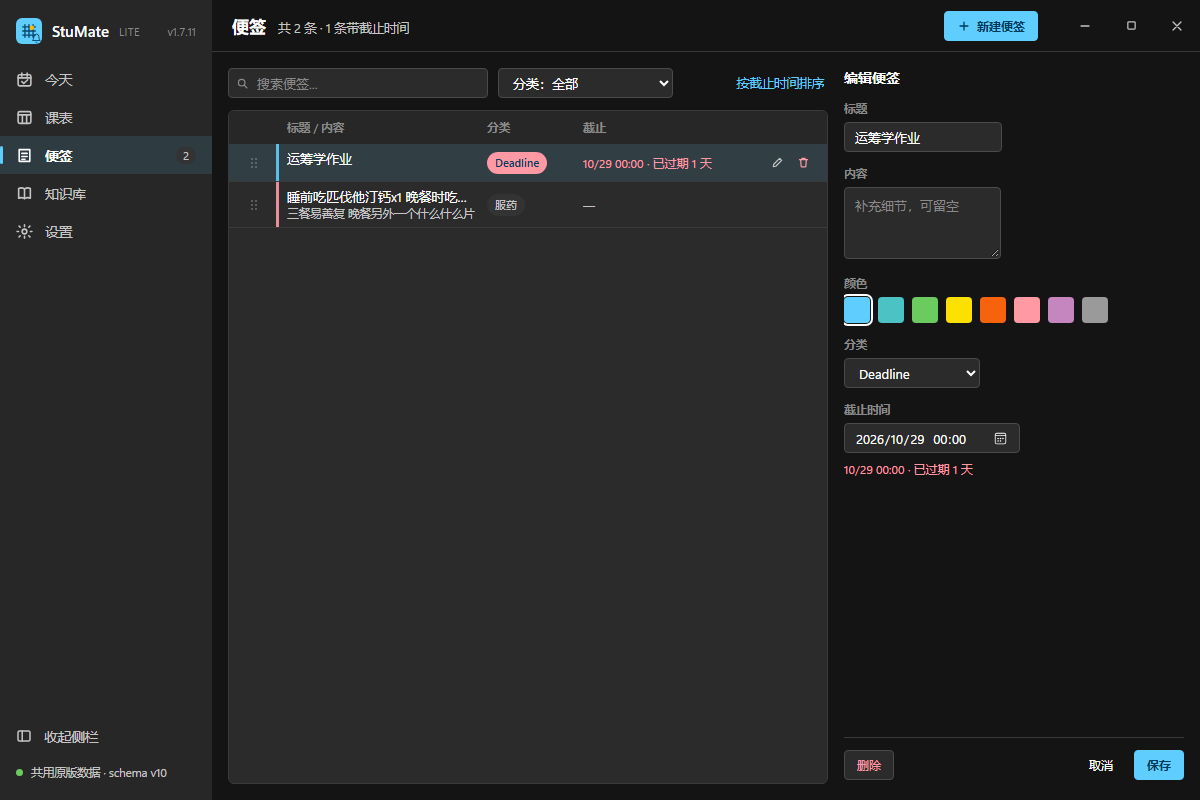 StuMate LITE v1.7.11
今天
课表
便签 2
知识库
设置
收起侧栏
共用原版数据 · schema v10
便签 共 2 条 · 1 条带截止时间
+ 新建便签
搜索便签...
分类：全部
按截止时间排序
标题 / 内容 分类 截止
运筹学作业 Deadline 10/29 00:00 · 已过期 1 天
睡前吃匹伐他汀钙x1 晚餐时吃... 服药 —
三餐易善复 晚餐另外一个什么什么片
编辑便签
标题
运筹学作业
内容
补充细节，可留空
颜色
分类
Deadline
截止时间
2026/10/29 00:00
10/29 00:00 · 已过期 1 天
删除 取消 保存